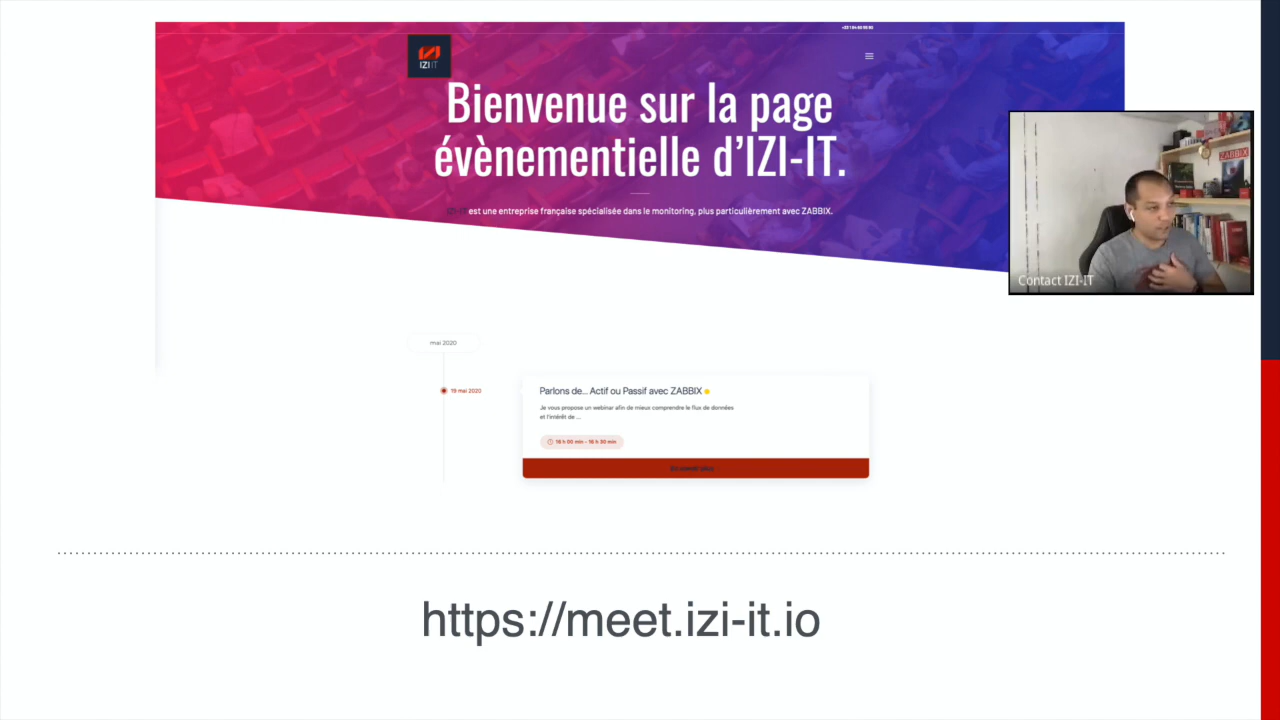 IZI IT
Bienvenue sur la page
évènementielle d'IZI-IT.
IZI-IT est une entreprise française spécialisée dans le monitoring, plus particulièrement avec ZABBIX.
ZABBIX
Contact IZI-IT
mai 2020
19 mai 2020
Parlons de... Actif ou Passif avec ZABBIX
Je vous propose un webinar afin de mieux comprendre le flux de données
et l'intérêt de ...
15 h 00 min - 16 h 30 min
https://meet.izi-it.io